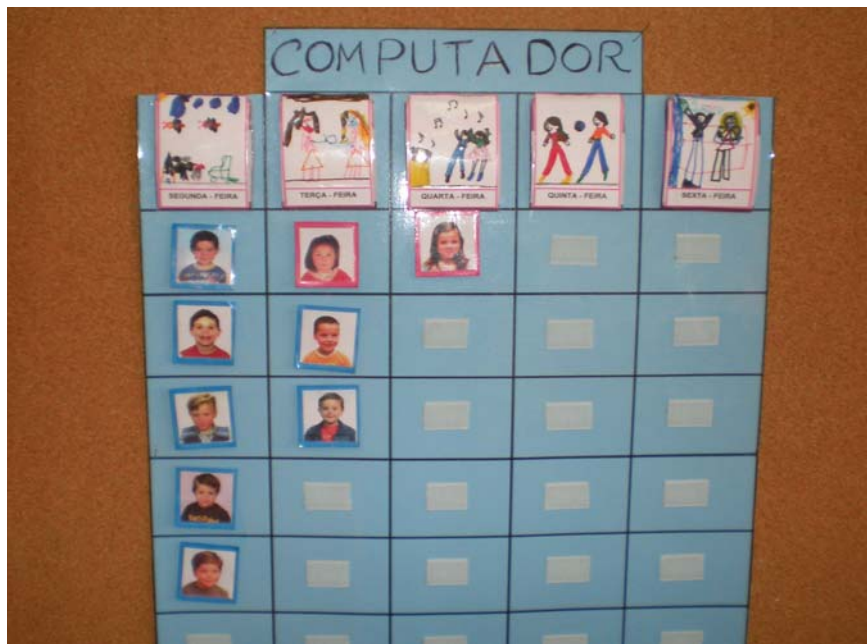 COMPUTADOR
SEGUNDA - FEIRA
TERÇA - FEIRA
QUARTA - FEIRA
QUINTA - FEIRA
SEXTA - FEIRA